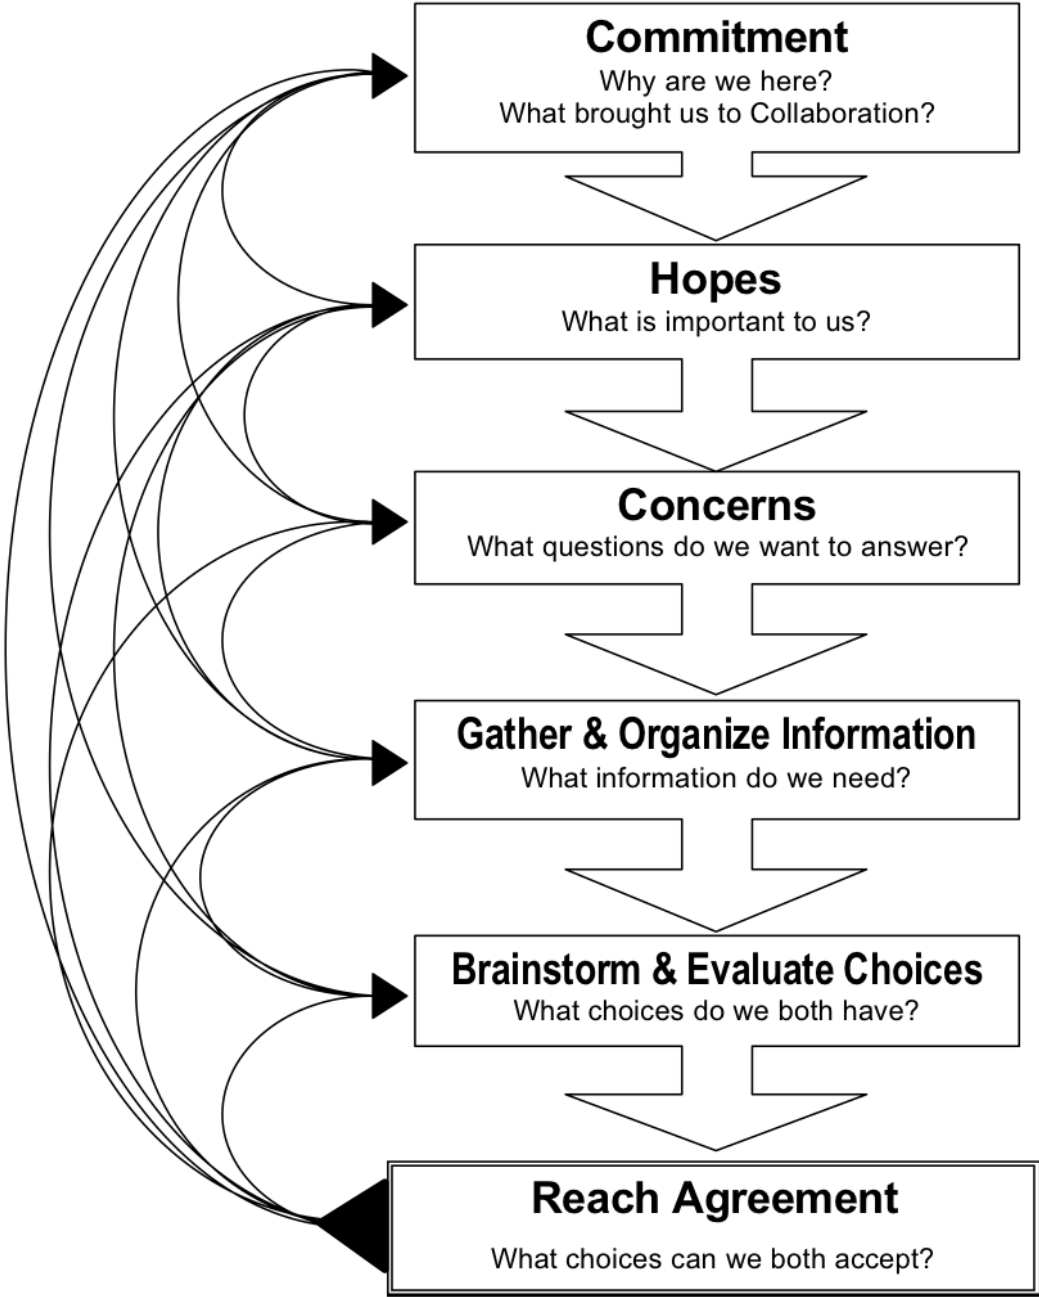 Commitment
Why are we here?
What brought us to Collaboration?
Hopes
What is important to us?
Concerns
What questions do we want to answer?
Gather & Organize Information
What information do we need?
Brainstorm & Evaluate Choices
What choices do we both have?
Reach Agreement
What choices can we both accept?